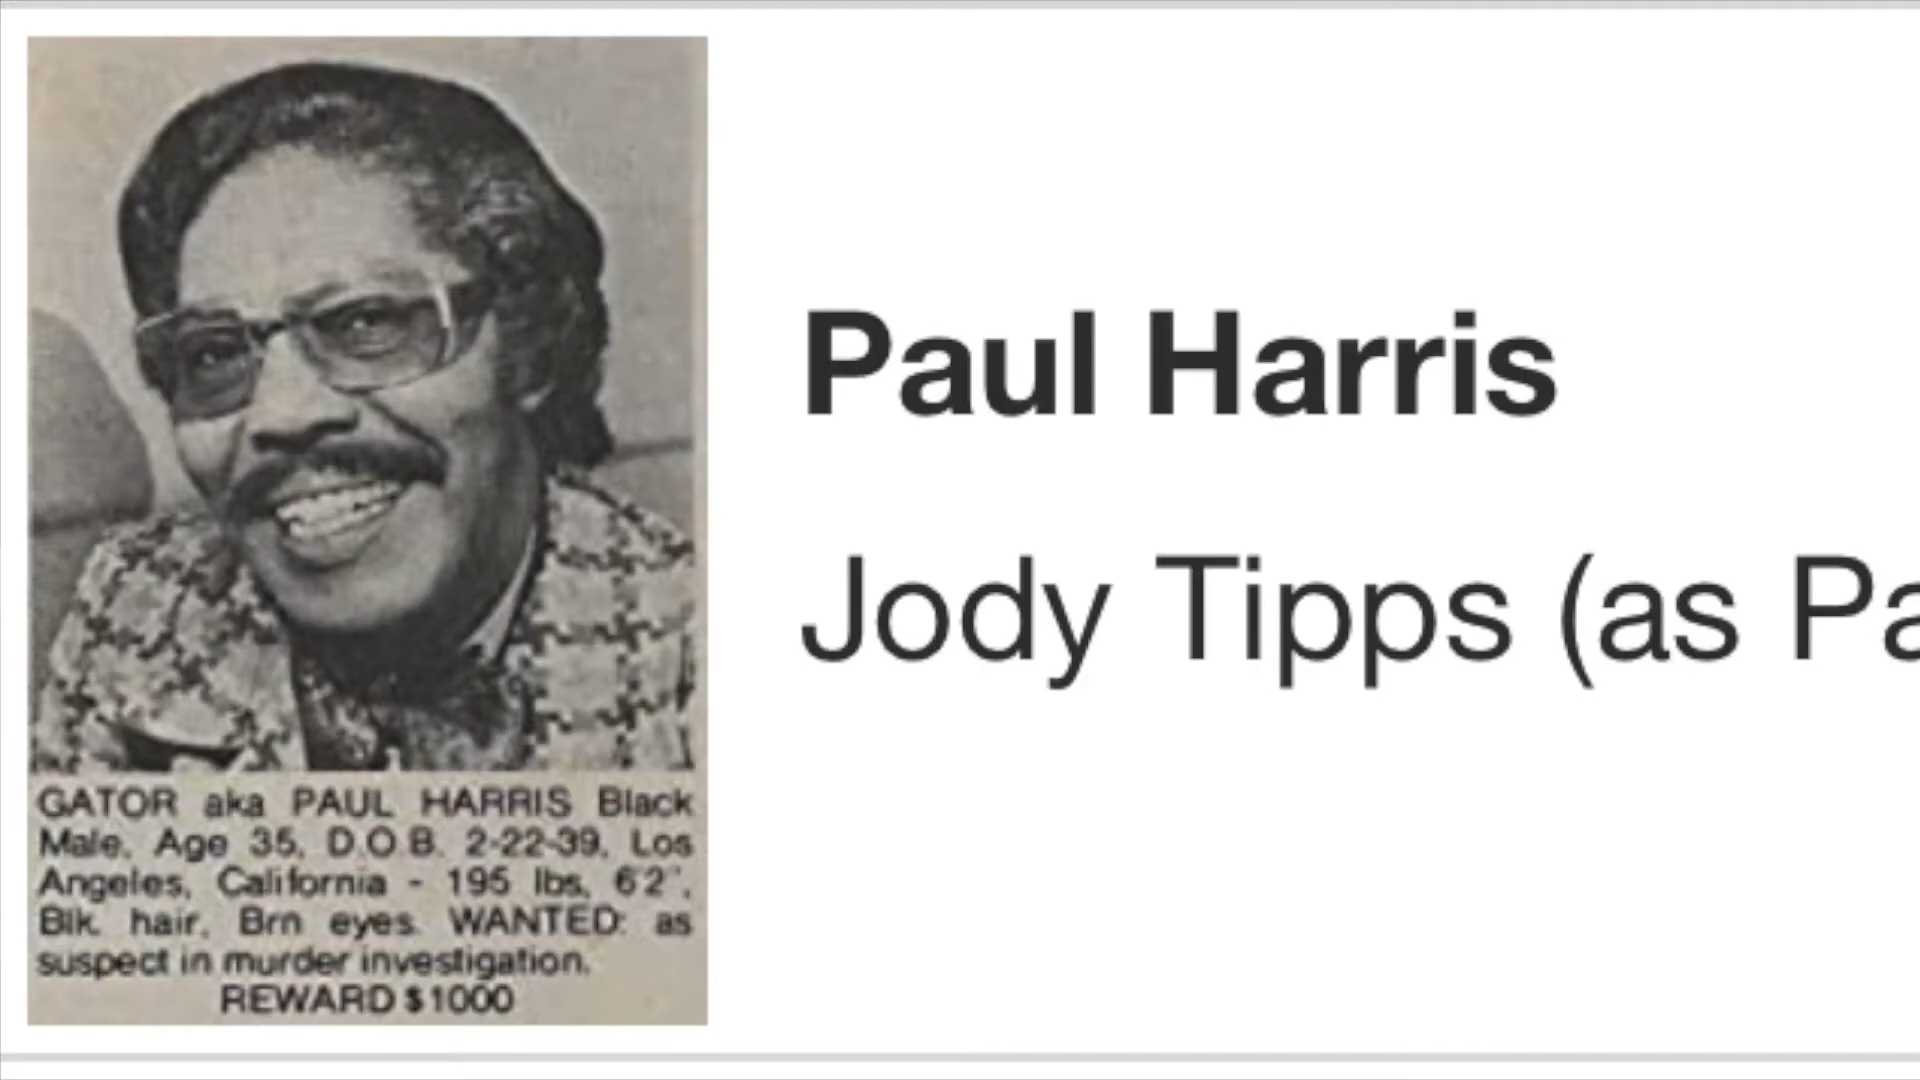 GATOR aka PAUL HARRIS Black
Male, Age 35, D.O.B. 2-22-39, Los
Angeles, California - 195 lbs, 6'2",
Blk. hair, Brn eyes. WANTED: as
suspect in murder investigation.
REWARD $1000
Paul Harris
Jody Tipps (as Pa